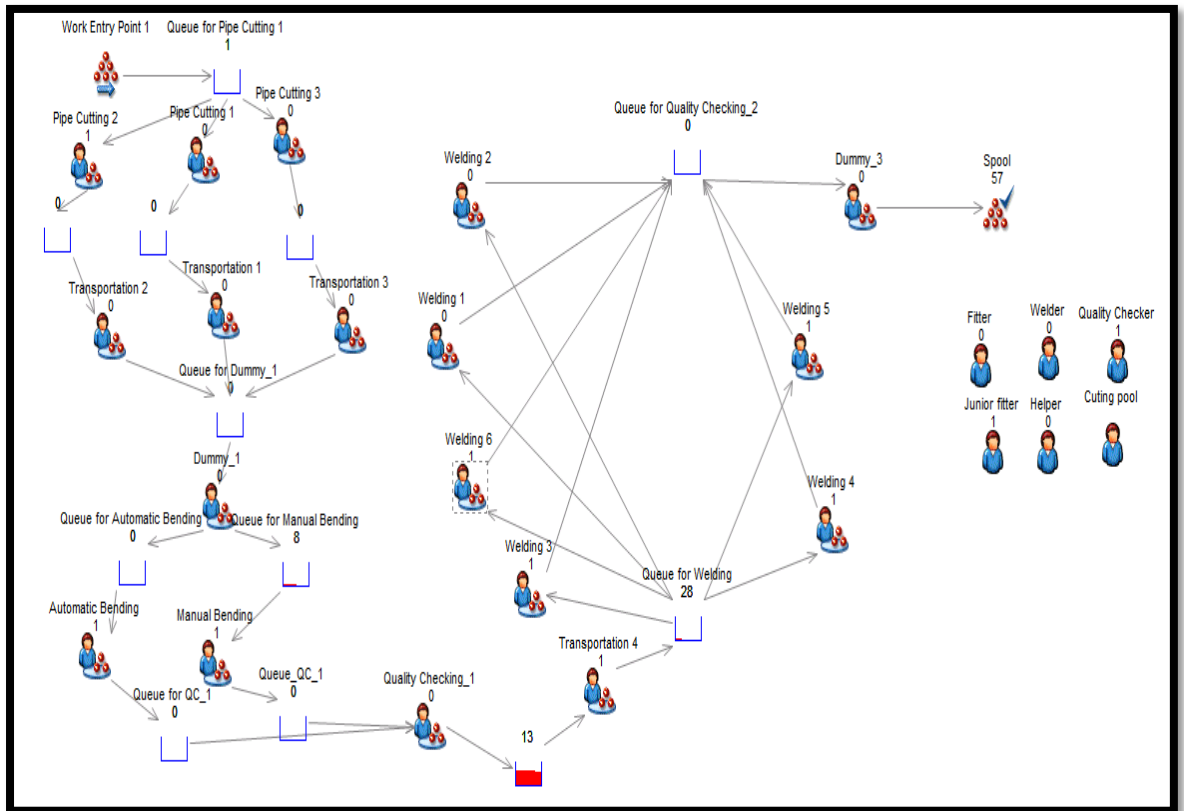 Work Entry Point 1
Queue for Pipe Cutting 1
1
Pipe Cutting 2
1
Pipe Cutting 1
0
Pipe Cutting 3
0
0
0
0
Transportation 2
0
Transportation 1
0
Transportation 3
0
Queue for Dummy_1
0
Dummy_1
0
Queue for Automatic Bending
0
Queue for Manual Bending
8
Automatic Bending
1
Manual Bending
1
Queue for QC_1
0
Queue_QC_1
0
Quality Checking_1
0
13
Transportation 4
1
Queue for Welding
28
Welding 3
1
Welding 6
1
Welding 1
0
Welding 2
0
Welding 4
1
Welding 5
1
Queue for Quality Checking_2
0
Dummy_3
0
Spool
57
Fitter
0
Welder
0
Quality Checker
1
Junior fitter
1
Helper
0
Cuting pool